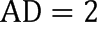 AD = 2